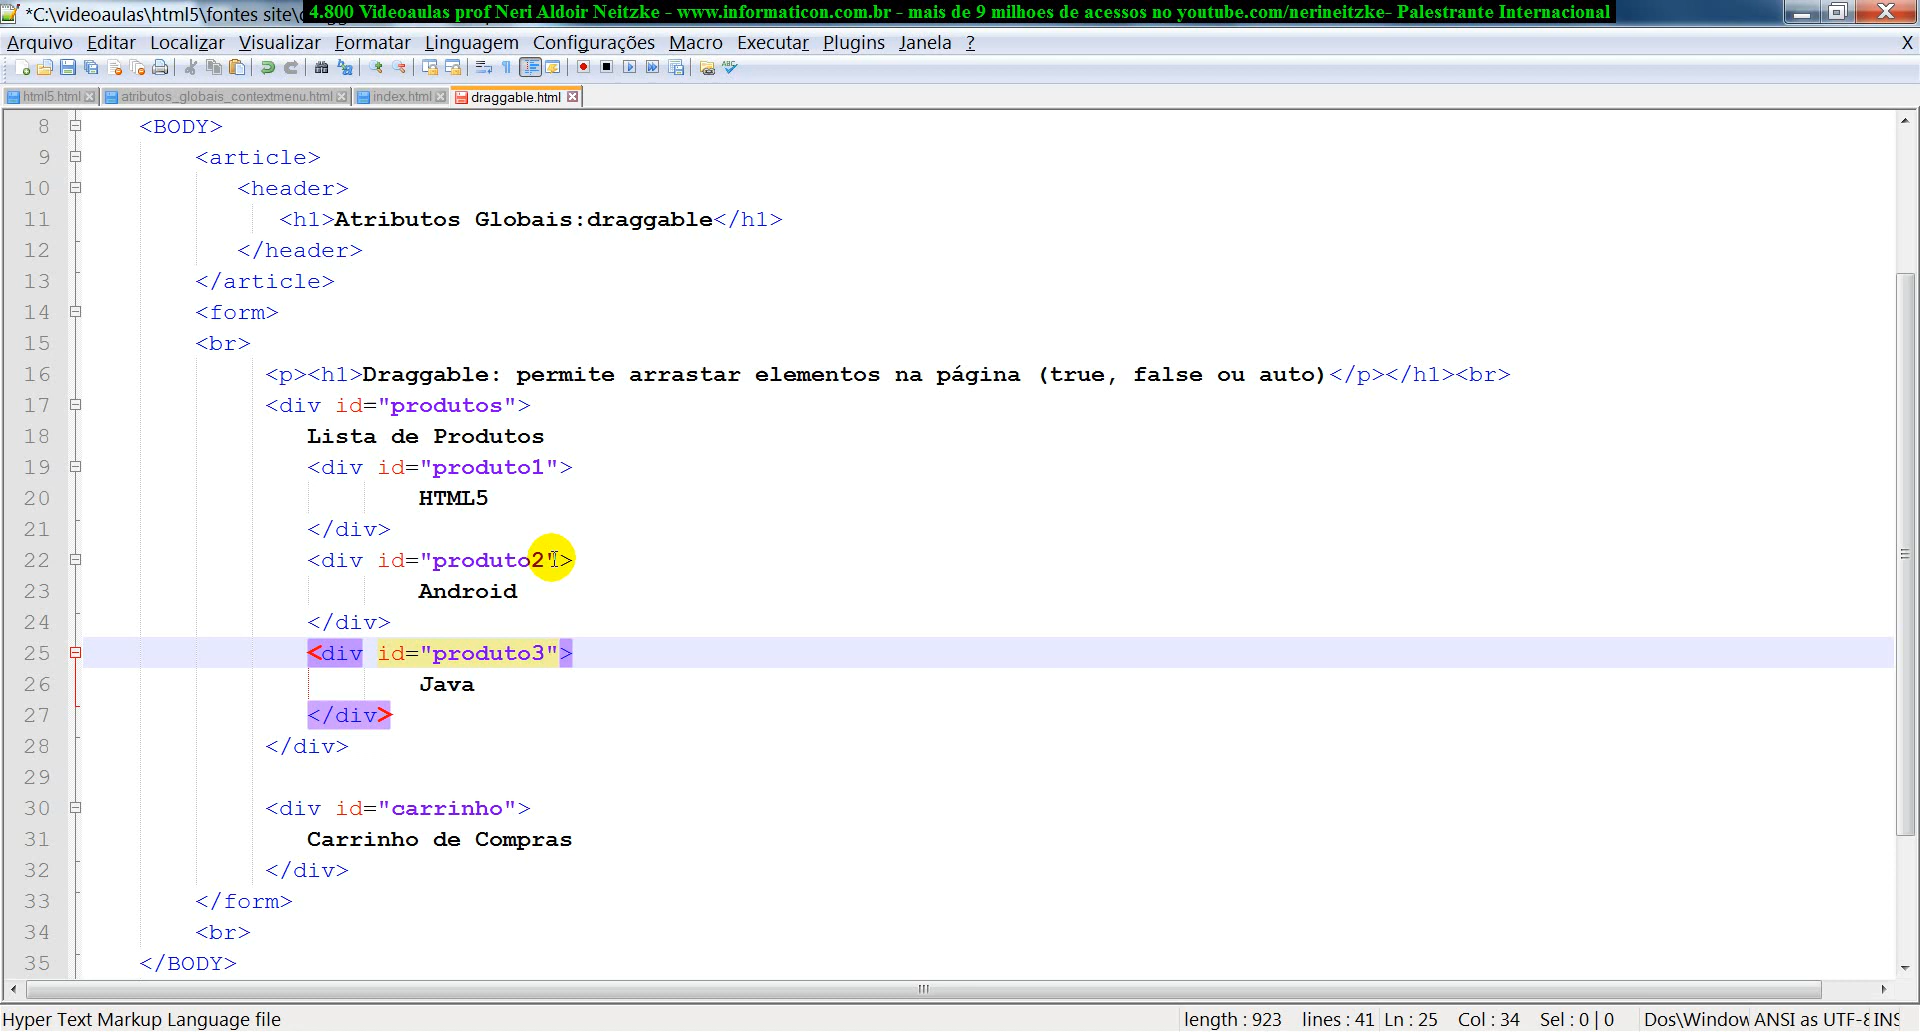 *C:\videoaulas\html5\fontes site\
4.800 Videoaulas prof Neri Aldoir Neitzke - www.informaticon.com.br - mais de 9 milhoes de acessos no youtube.com/nerineitzke- Palestrante Internacional
Arquivo Editar Localizar Visualizar Formatar Linguagem Configurações Macro Executar Plugins Janela ? X
html5.html atributos_globais_contextmenu.html index.html draggable.html
8 <BODY>
9 <article>
10 <header>
11 <h1>Atributos Globais:draggable</h1>
12 </header>
13 </article>
14 <form>
15 <br>
16 <p><h1>Draggable: permite arrastar elementos na página (true, false ou auto)</p></h1><br>
17 <div id="produtos">
18 Lista de Produtos
19 <div id="produto1">
20 HTML5
21 </div>
22 <div id="produto2">
23 Android
24 </div>
25 <div id="produto3">
26 Java
27 </div>
28 </div>
29
30 <div id="carrinho">
31 Carrinho de Compras
32 </div>
33 </form>
34 <br>
35 </BODY>
Hyper Text Markup Language file length : 923 lines : 41 Ln : 25 Col : 34 Sel : 0 | 0 Dos\Window ANSI as UTF-8 INS